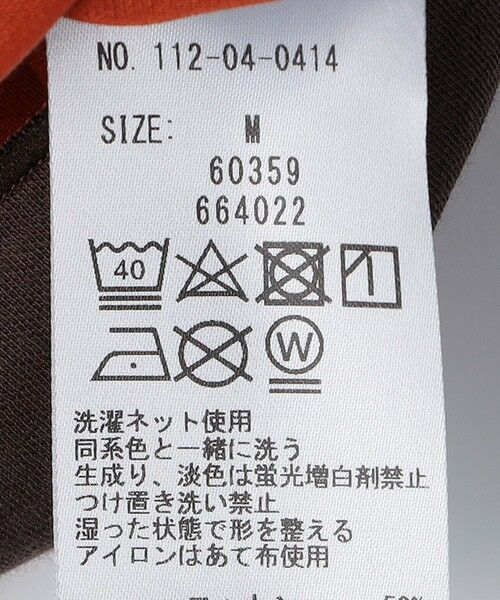 NO. 112-04-0414
SIZE: M
60359
664022
40
W
洗濯ネット使用
同系色と一緒に洗う
生成り、淡色は蛍光増白剤禁止
つけ置き洗い禁止
湿った状態で形を整える
アイロンはあて布使用